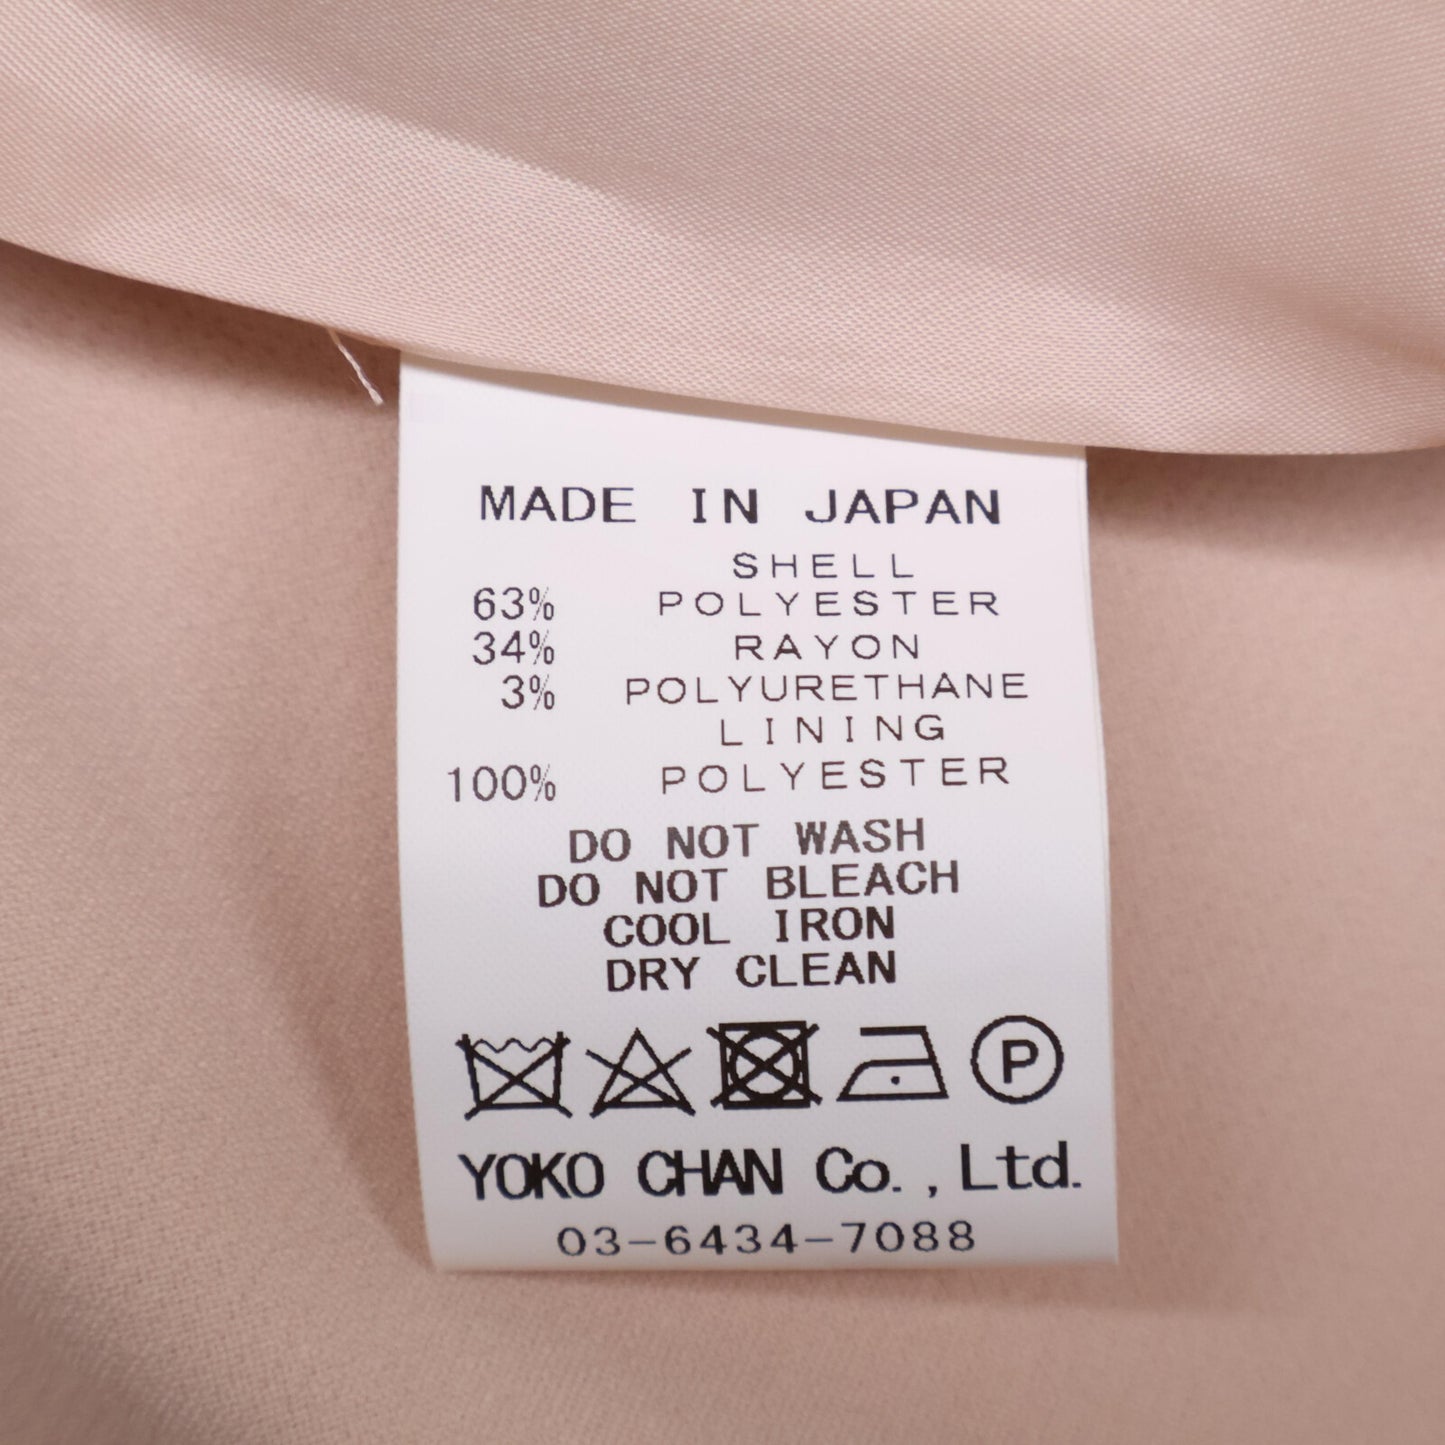 MADE IN JAPAN
SHELL
63% POLYESTER
34% RAYON
3% POLYURETHANE
LINING
100% POLYESTER
DO NOT WASH
DO NOT BLEACH
COOL IRON
DRY CLEAN
P
YOKO CHAN Co., Ltd.
03-6434-7088